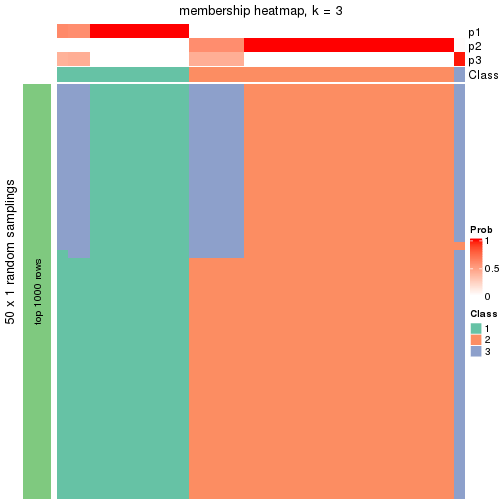 membership heatmap, k = 3
p1
p2
p3
Class
50 x 1 random samplings
top 1000 rows
Prob
1
0.5
0
Class
1
2
3